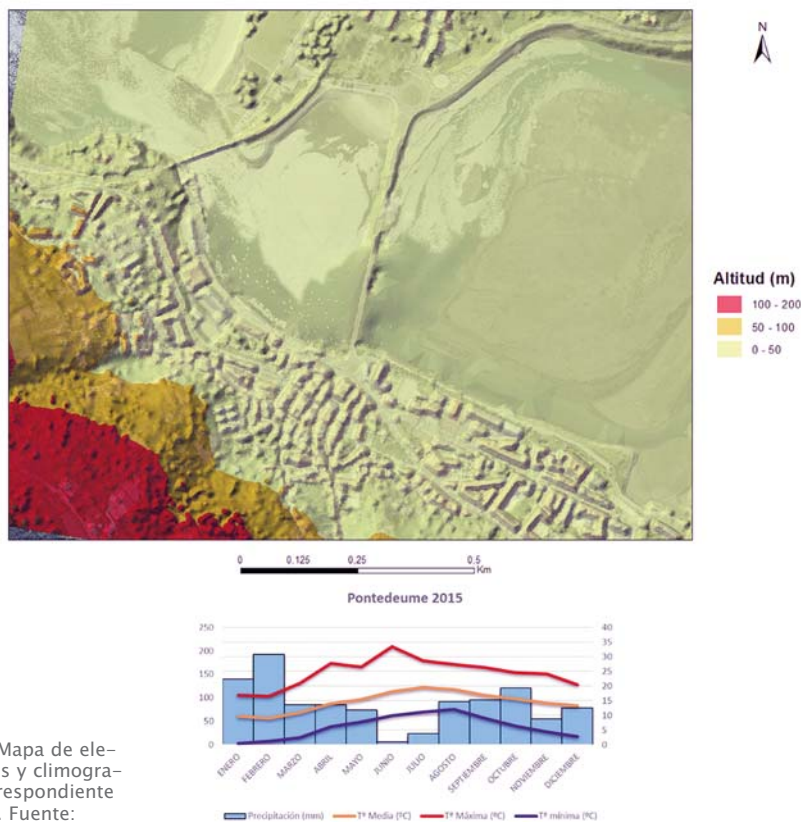 N
Altitud (m)
100 - 200
50 - 100
0 - 50
0 0.125 0.25 0.5
Km
Pontedeume 2015
250 40
35
200 30
150 25
20
100 15
50 10
5
0 0
ENERO FEBRERO MARZO ABRIL MAYO JUNIO JULIO AGOSTO SEPTIEMBRE OCTUBRE NOVIEMBRE DICIEMBRE
Precipitación (mm) Tª Media (ºC) Tª Máxima (ºC) Tª mínima (ºC)
Mapa de ele-
s y climogra-
respondiente
. Fuente: